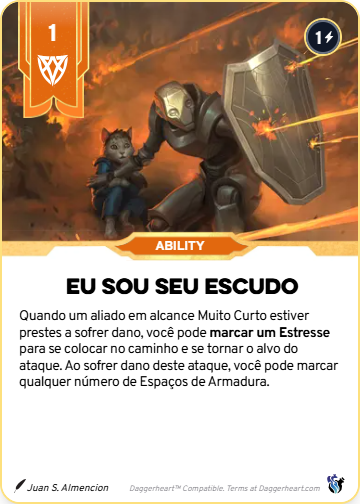 1
1
ABILITY
EU SOU SEU ESCUDO
Quando um aliado em alcance Muito Curto estiver
prestes a sofrer dano, você pode marcar um Estresse
para se colocar no caminho e se tornar o alvo do
ataque. Ao sofrer dano deste ataque, você pode marcar
qualquer número de Espaços de Armadura.
Juan S. Almencion
Daggerheart™ Compatible. Terms at Daggerheart.com